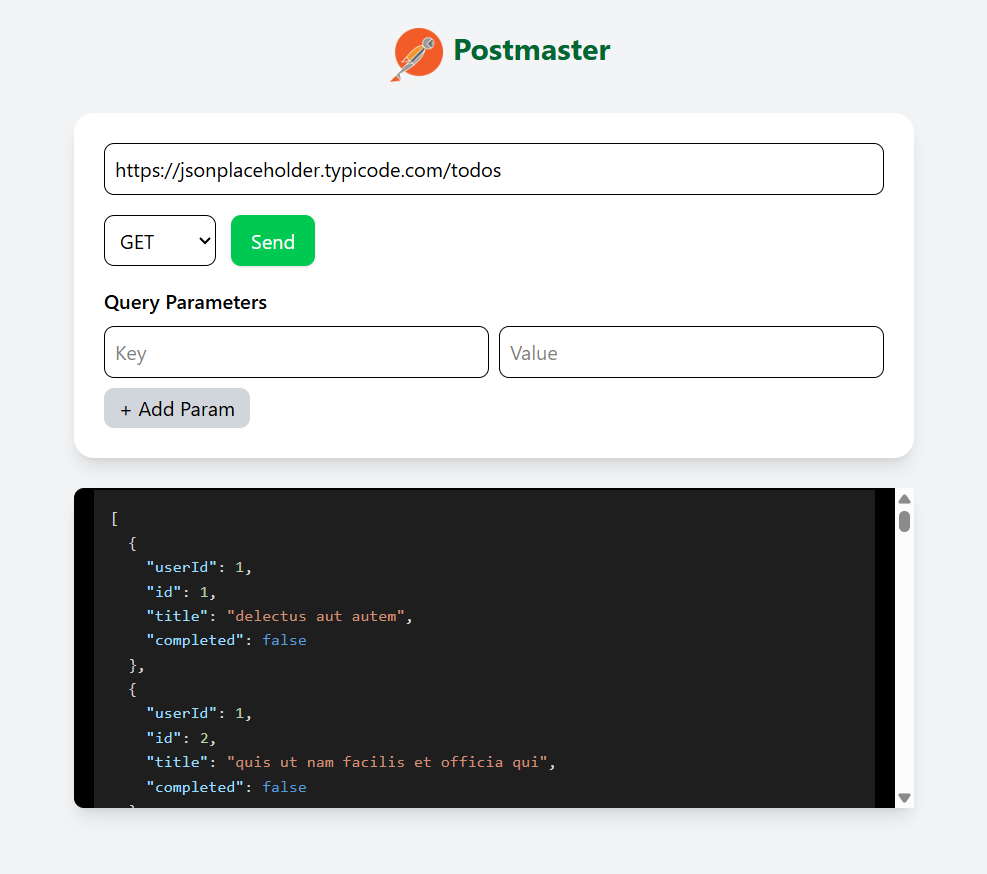 Postmaster
https://jsonplaceholder.typicode.com/todos
GET Send
Query Parameters
Key Value
+ Add Param
[
  {
    "userId": 1,
    "id": 1,
    "title": "delectus aut autem",
    "completed": false
  },
  {
    "userId": 1,
    "id": 2,
    "title": "quis ut nam facilis et officia qui",
    "completed": false